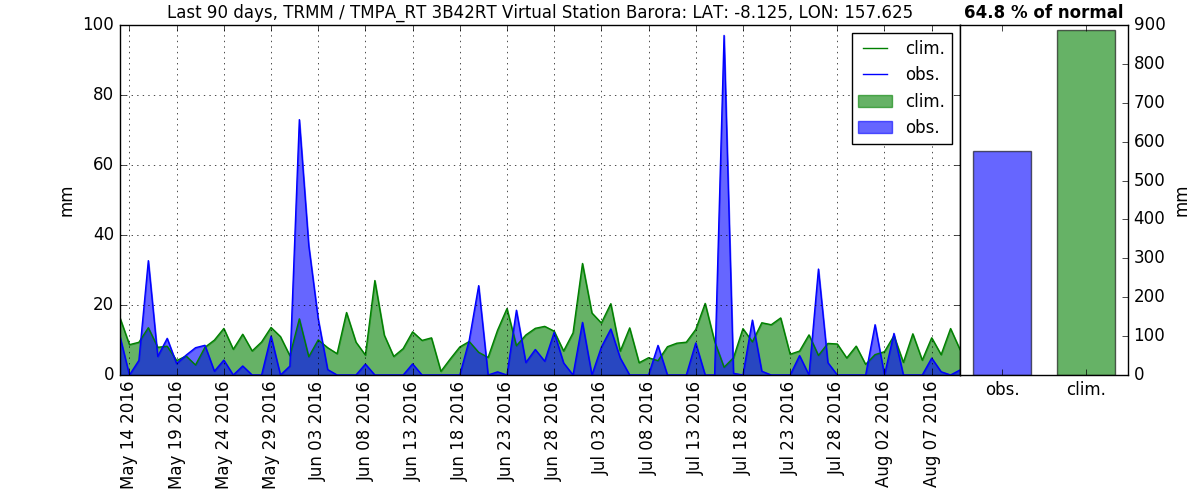 Last 90 days, TRMM / TMPA_RT 3B42RT Virtual Station Barora: LAT: -8.125, LON: 157.625
64.8 % of normal
100
80
60
40
20
0
mm
clim.
obs.
clim.
obs.
900
800
700
600
500
400
300
200
100
0
mm
obs.
clim.
May 14 2016
May 19 2016
May 24 2016
May 29 2016
Jun 03 2016
Jun 08 2016
Jun 13 2016
Jun 18 2016
Jun 23 2016
Jun 28 2016
Jul 03 2016
Jul 08 2016
Jul 13 2016
Jul 18 2016
Jul 23 2016
Jul 28 2016
Aug 02 2016
Aug 07 2016